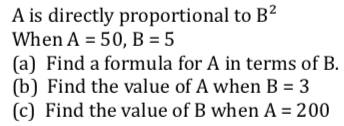 A is directly proportional to B²
When A = 50, B = 5
(a) Find a formula for A in terms of B.
(b) Find the value of A when B = 3
(c) Find the value of B when A = 200